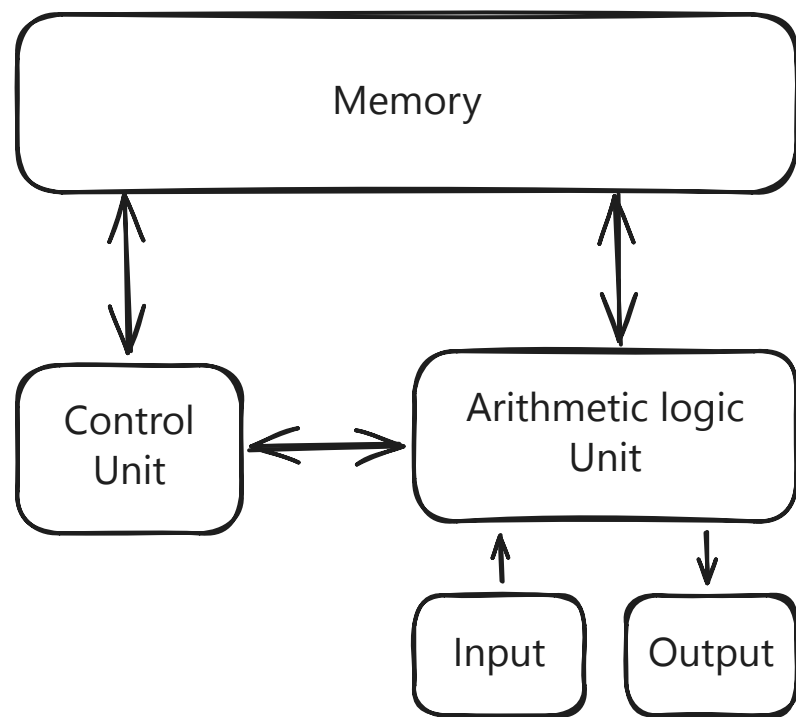 Memory
Control
Unit
Arithmetic logic
Unit
Input
Output